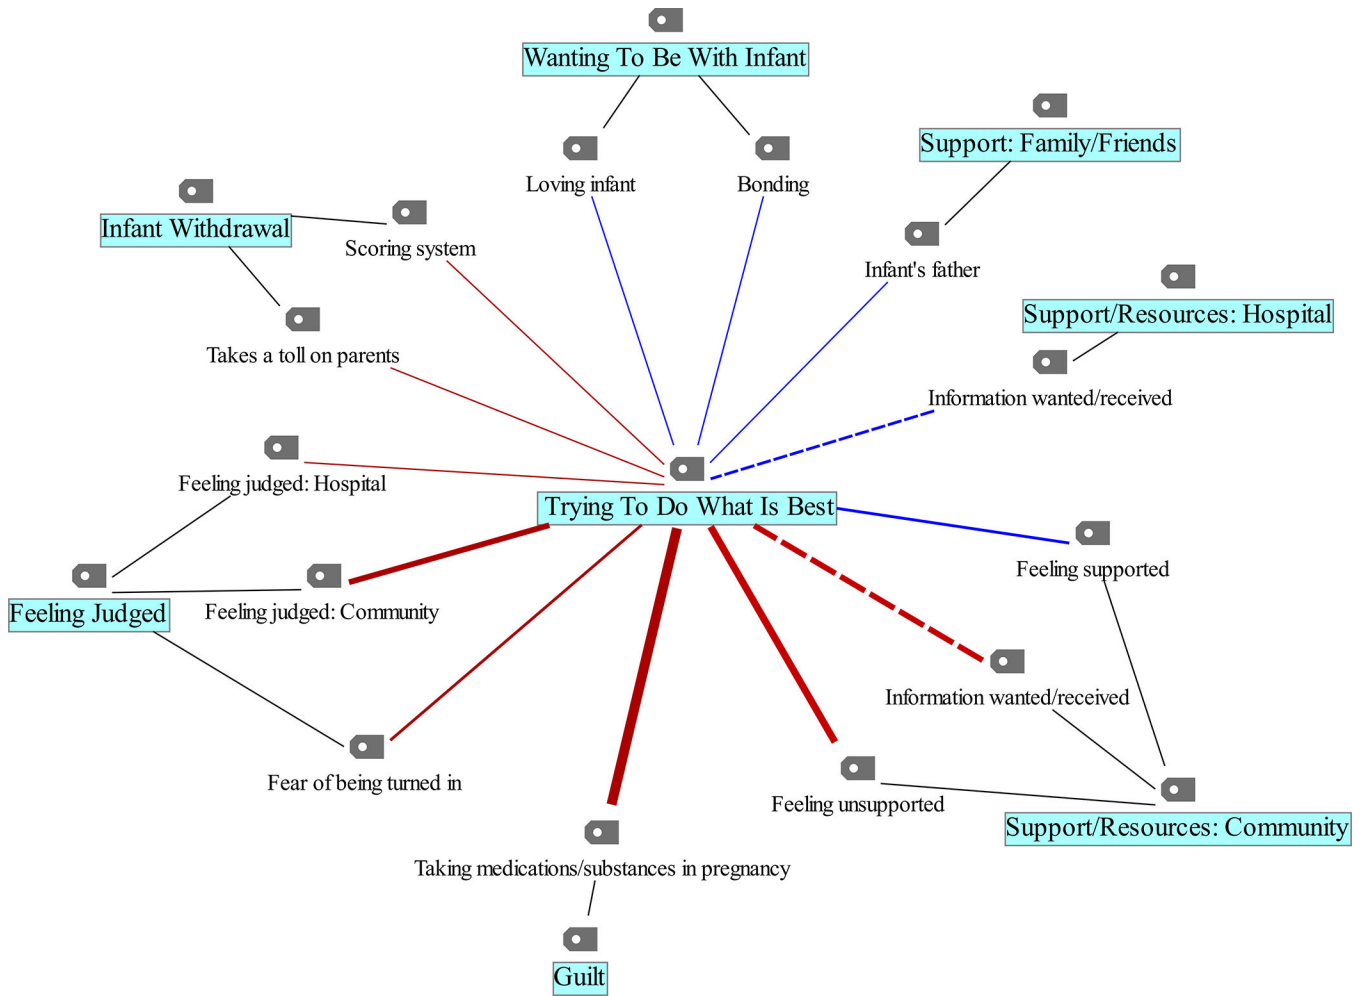 Wanting To Be With Infant
Support: Family/Friends
Loving infant
Bonding
Infant Withdrawal
Scoring system
Infant's father
Support/Resources: Hospital
Takes a toll on parents
Information wanted/received
Feeling judged: Hospital
Trying To Do What Is Best
Feeling supported
Feeling Judged
Feeling judged: Community
Information wanted/received
Fear of being turned in
Feeling unsupported
Support/Resources: Community
Taking medications/substances in pregnancy
Guilt